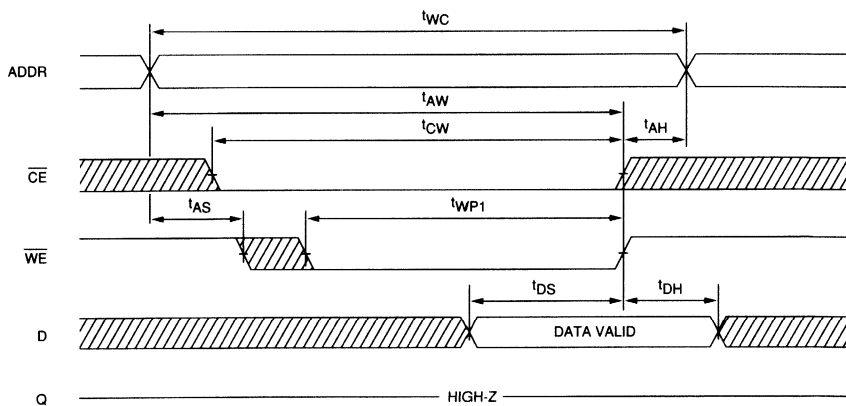 tWC
ADDR
tAW
tCW
tAH
CE
tAS
tWP1
WE
tDS
tDH
D
DATA VALID
Q
HIGH-Z